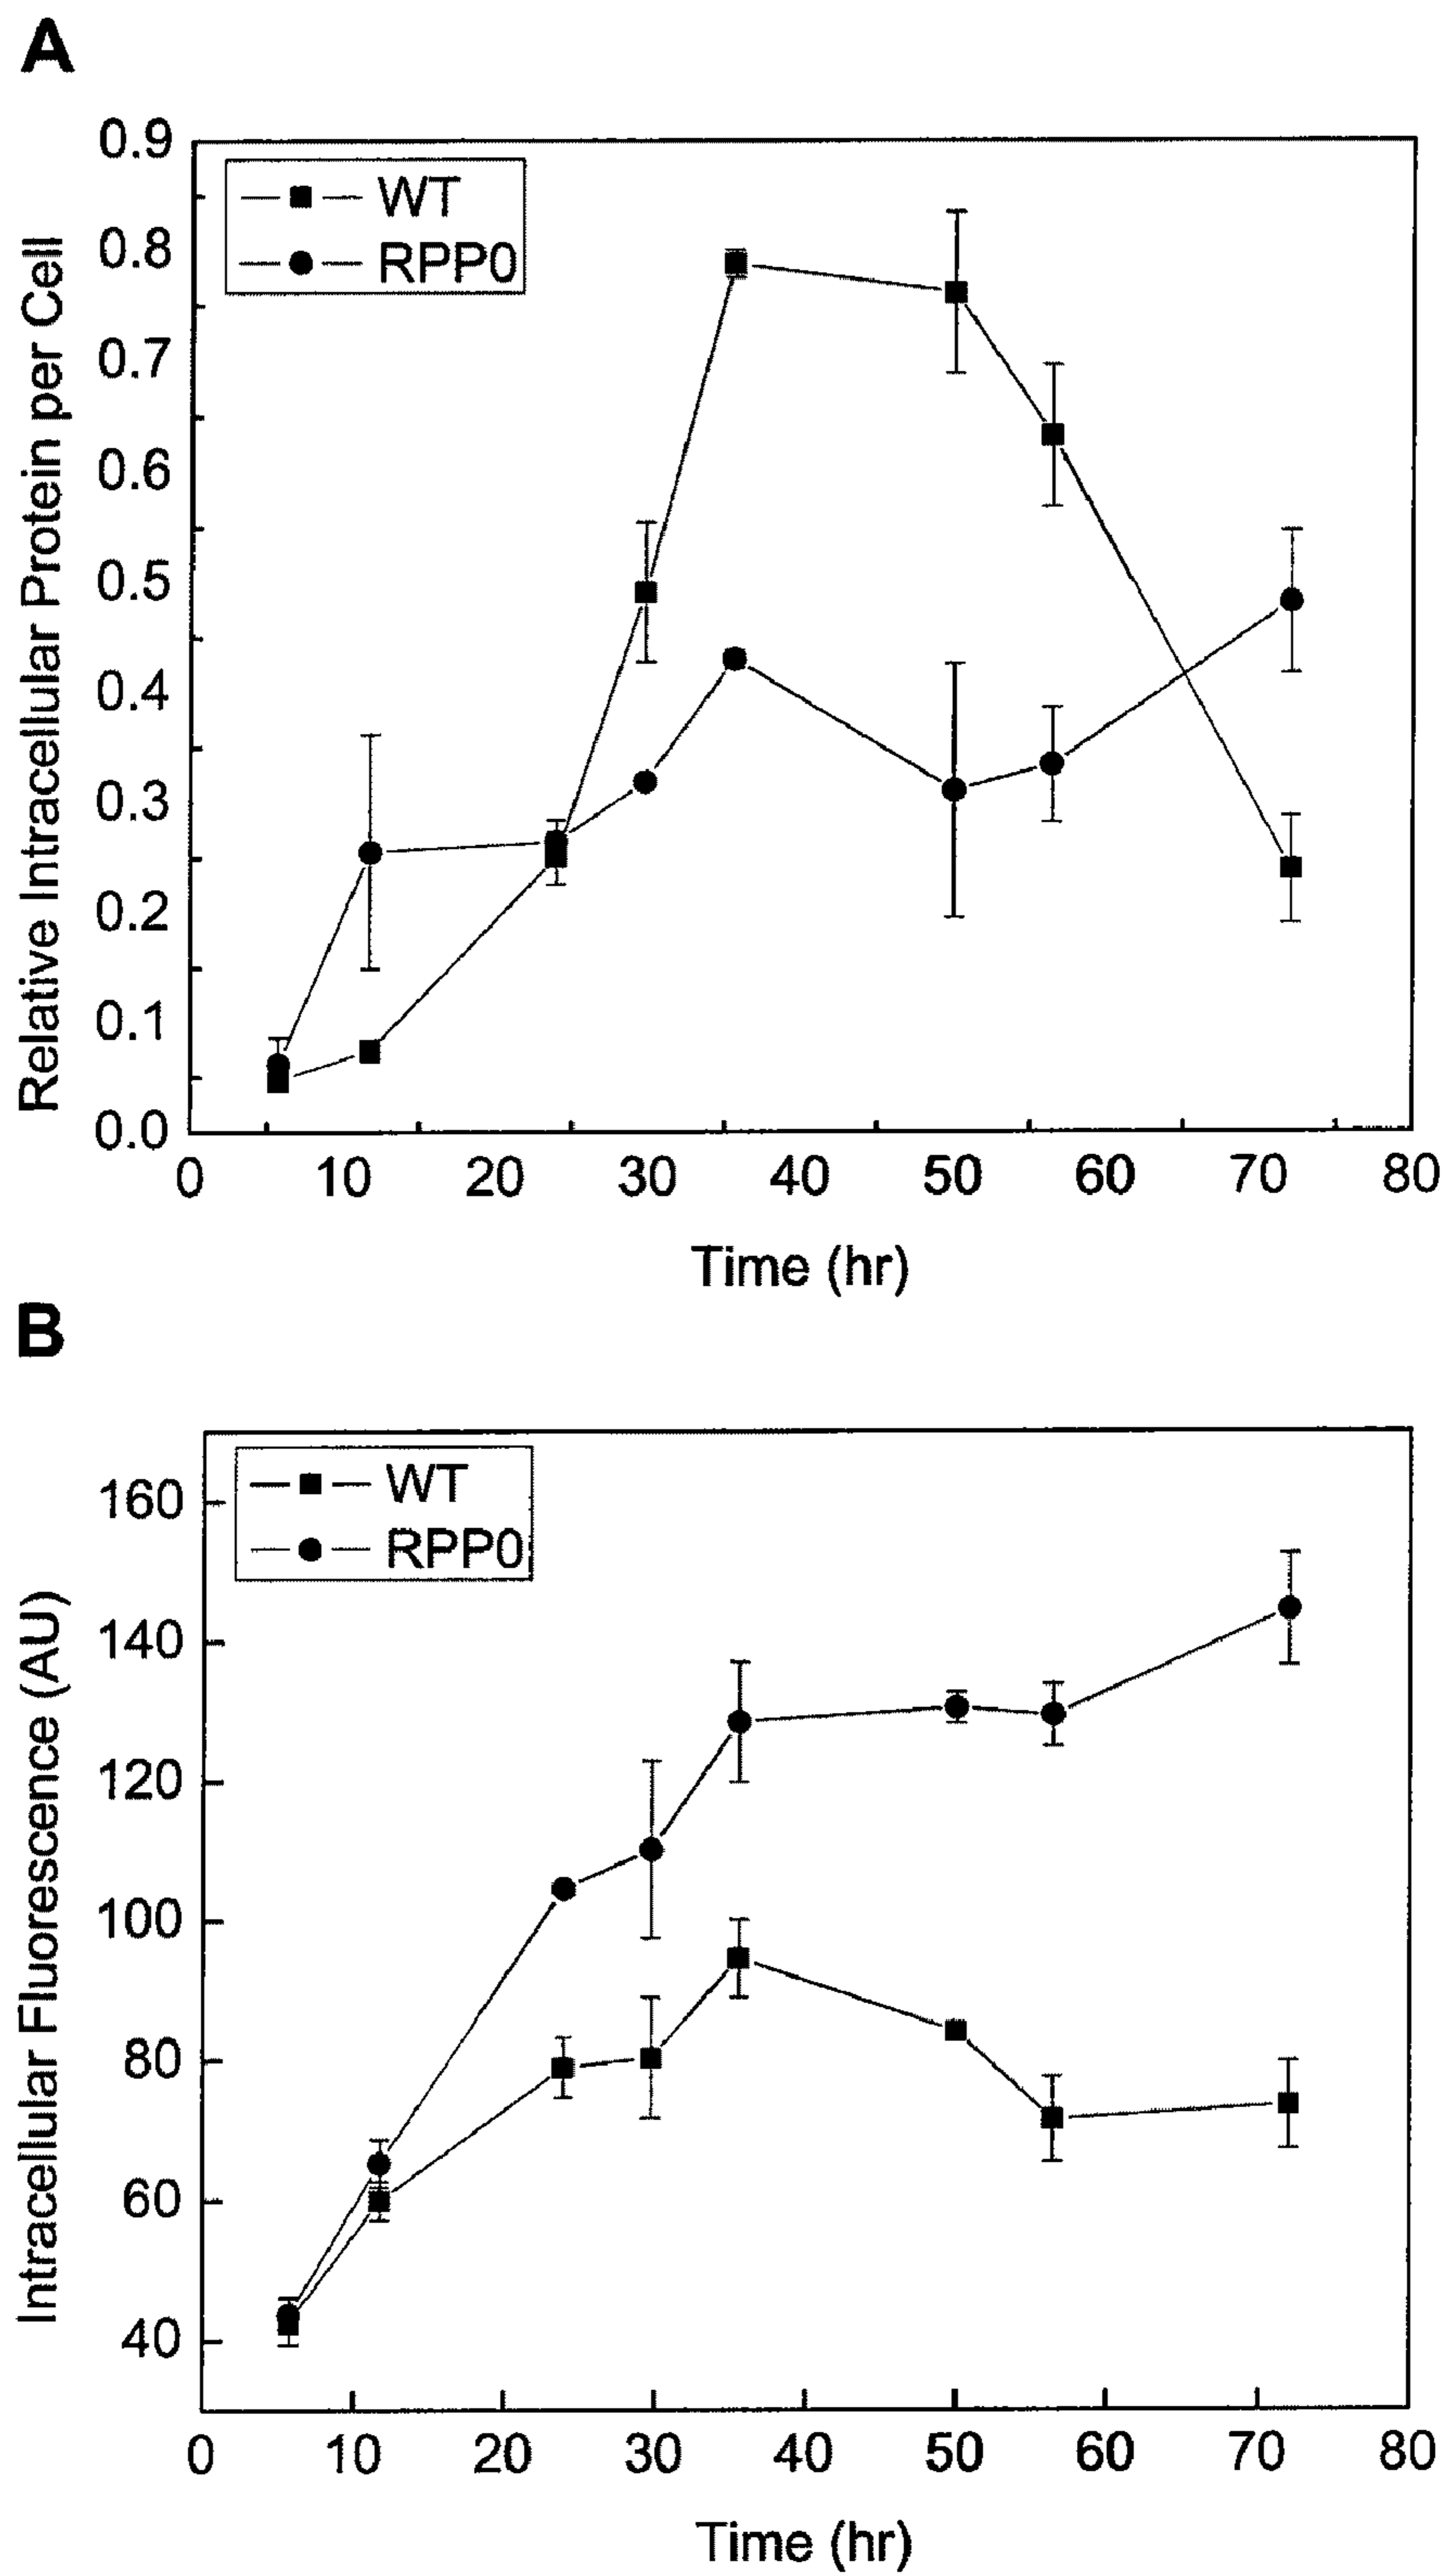 A
0.9
0.8
0.7
0.6
0.5
0.4
0.3
0.2
0.1
0.0
WT
RPP0
Relative Intracellular Protein per Cell
0 10 20 30 40 50 60 70 80
Time (hr)
B
160
140
120
100
80
60
40
WT
RPP0
Intracellular Fluorescence (AU)
0 10 20 30 40 50 60 70 80
Time (hr)